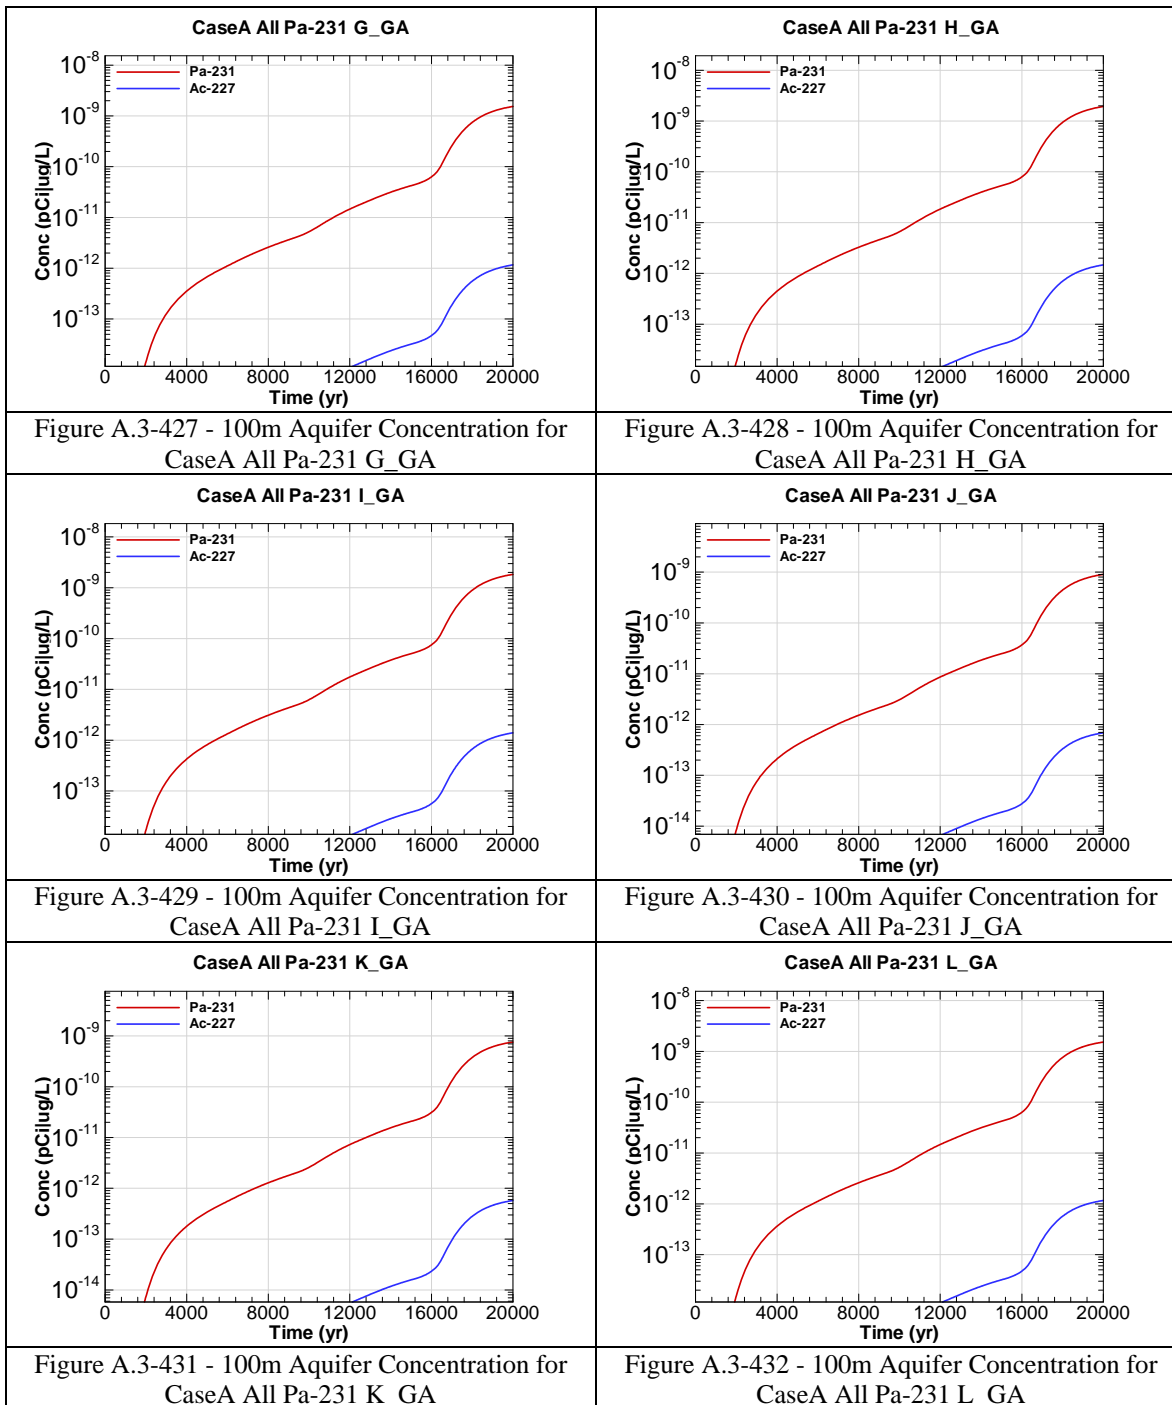 CaseA All Pa-231 G_GA
Pa-231
Ac-227
10-8
10-9
10-10
10-11
10-12
10-13
Conc (pCi|ug/L)
0 4000 8000 12000 16000 20000
Time (yr)
Figure A.3-427 - 100m Aquifer Concentration for
CaseA All Pa-231 G_GA
CaseA All Pa-231 H_GA
Pa-231
Ac-227
10-8
10-9
10-10
10-11
10-12
10-13
Conc (pCi|ug/L)
0 4000 8000 12000 16000 20000
Time (yr)
Figure A.3-428 - 100m Aquifer Concentration for
CaseA All Pa-231 H_GA
CaseA All Pa-231 I_GA
Pa-231
Ac-227
10-8
10-9
10-10
10-11
10-12
10-13
Conc (pCi|ug/L)
0 4000 8000 12000 16000 20000
Time (yr)
Figure A.3-429 - 100m Aquifer Concentration for
CaseA All Pa-231 I_GA
CaseA All Pa-231 J_GA
Pa-231
Ac-227
10-9
10-10
10-11
10-12
10-13
10-14
Conc (pCi|ug/L)
0 4000 8000 12000 16000 20000
Time (yr)
Figure A.3-430 - 100m Aquifer Concentration for
CaseA All Pa-231 J_GA
CaseA All Pa-231 K_GA
Pa-231
Ac-227
10-9
10-10
10-11
10-12
10-13
10-14
Conc (pCi|ug/L)
0 4000 8000 12000 16000 20000
Time (yr)
Figure A.3-431 - 100m Aquifer Concentration for
CaseA All Pa-231 K_GA
CaseA All Pa-231 L_GA
Pa-231
Ac-227
10-8
10-9
10-10
10-11
10-12
10-13
Conc (pCi|ug/L)
0 4000 8000 12000 16000 20000
Time (yr)
Figure A.3-432 - 100m Aquifer Concentration for
CaseA All Pa-231 L_GA